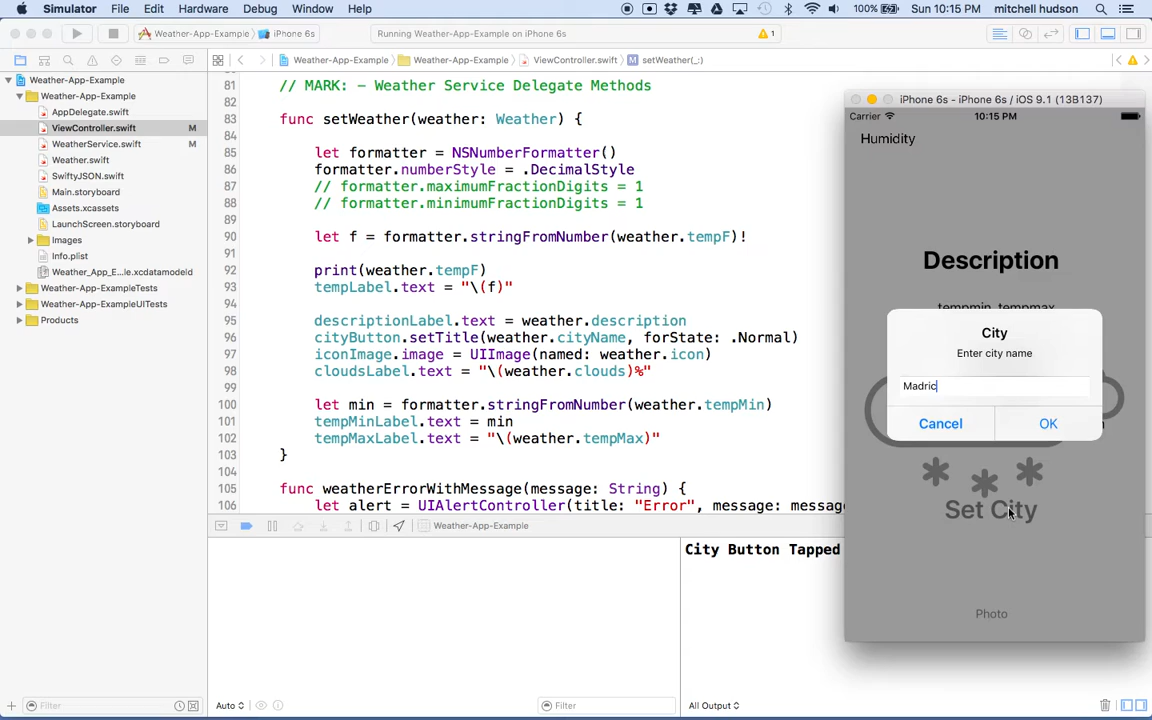 Simulator File Edit Hardware Debug Window Help 100% Sun 10:15 PM mitchell hudson
Weather-App-Example iPhone 6s Running Weather-App-Example on iPhone 6s 1
Weather-App-Example Weather-App-Example ViewController.swift M setWeather(_:)
Weather-App-Example
Weather-App-Example
AppDelegate.swift
ViewController.swift M
WeatherService.swift M
Weather.swift
SwiftyJSON.swift
Main.storyboard
Assets.xcassets
LaunchScreen.storyboard
Images
Info.plist
Weather_App_E...le.xcdatamodeld
Weather-App-ExampleTests
Weather-App-ExampleUITests
Products
81 // MARK: - Weather Service Delegate Methods
82
83 func setWeather(weather: Weather) {
84
85 let formatter = NSNumberFormatter()
86 formatter.numberStyle = .DecimalStyle
87 // formatter.maximumFractionDigits = 1
88 // formatter.minimumFractionDigits = 1
89
90 let f = formatter.stringFromNumber(weather.tempF)!
91
92 print(weather.tempF)
93 tempLabel.text = "\(f)"
94
95 descriptionLabel.text = weather.description
96 cityButton.setTitle(weather.cityName, forState: .Normal)
97 iconImage.image = UIImage(named: weather.icon)
98 cloudsLabel.text = "\(weather.clouds)%"
99
100 let min = formatter.stringFromNumber(weather.tempMin)
101 tempMinLabel.text = min
102 tempMaxLabel.text = "\(weather.tempMax)"
103 }
104
105 func weatherErrorWithMessage(message: String) {
106 let alert = UIAlertController(title: "Error", message: messag
Weather-App-Example
City Button Tapped
Filter
Auto
Filter
All Output
iPhone 6s - iPhone 6s / iOS 9.1 (13B137)
Carrier 10:15 PM
Humidity
Description
tempmin tempmax
City
Enter city name
Madric
Cancel OK
Set City
Photo